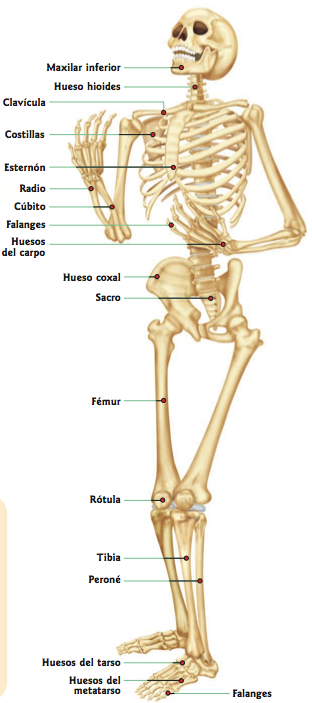 Maxilar inferior
Hueso hioides
Clavícula
Costillas
Esternón
Radio
Cúbito
Falanges
Huesos
del carpo
Hueso coxal
Sacro
Fémur
Rótula
Tibia
Peroné
Huesos del tarso
Huesos del
metatarso
Falanges